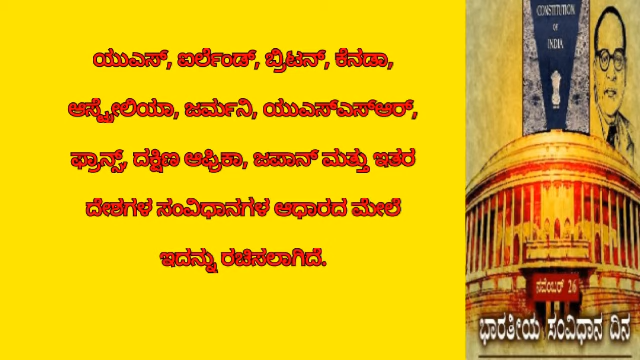 ಯುಎಸ್, ಐರ್ಲೆಂಡ್, ಬ್ರಿಟನ್, ಕೆನಡಾ,
ಆಸ್ಟ್ರೇಲಿಯಾ, ಜರ್ಮನಿ, ಯುಎಸ್ಎಸ್ಆರ್,
ಫ್ರಾನ್ಸ್, ದಕ್ಷಿಣ ಆಫ್ರಿಕಾ, ಜಪಾನ್ ಮತ್ತು ಇತರ
ದೇಶಗಳ ಸಂವಿಧಾನಗಳ ಆಧಾರದ ಮೇಲೆ
ಇದನ್ನು ರಚಿಸಲಾಗಿದೆ.
CONSTITUTION
OF
INDIA
ನವೆಂಬರ್ 26
ಭಾರತೀಯ ಸಂವಿಧಾನ ದಿನ